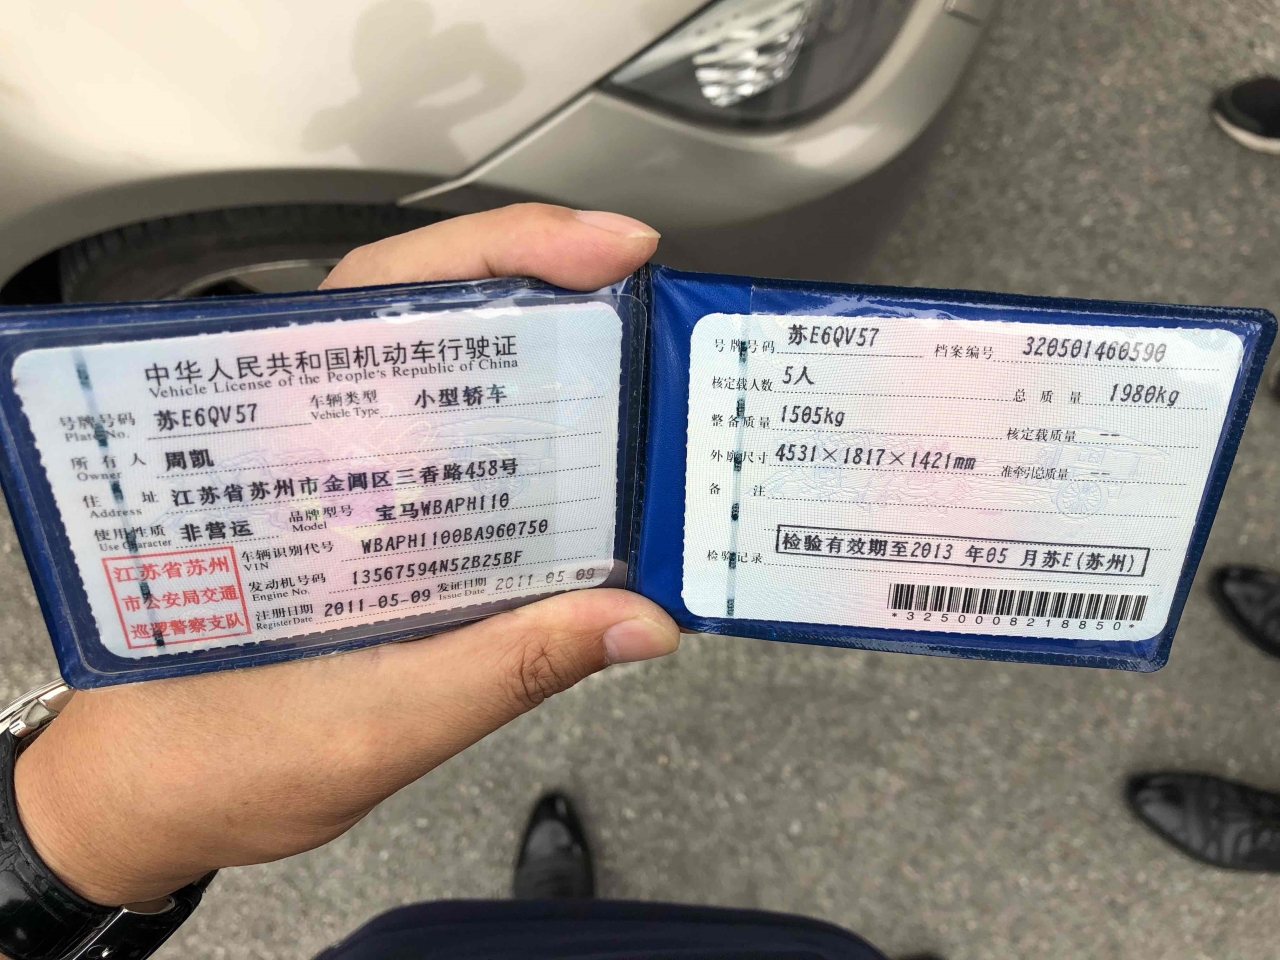 中华人民共和国机动车行驶证
Vehicle License of the People's Republic of China
号牌号码 苏E6QV57 车辆类型 小型轿车
Plate No. Vehicle Type
所有人 周凯
Owner
住址 江苏省苏州市金阊区三香路458号
Address
使用性质 非营运 品牌型号 宝马WBAPH110
Use Character Model
江苏省苏州
市公安局交通
巡逻警察支队
车辆识别代号 WBAPH1100BA960750
VIN
发动机号码 13567594N52B25BF
Engine No.
注册日期 2011-05-09 发证日期 2011-05-09
Register Date Issue Date
号牌号码 苏E6QV57 档案编号 320501460590
核定载人数 5人 总质量 1980kg
整备质量 1505kg 核定载质量 --
外廓尺寸 4531×1817×1421mm 准牵引总质量 --
备注
检验记录 检验有效期至2013年05月苏E(苏州)
*3250008218850*